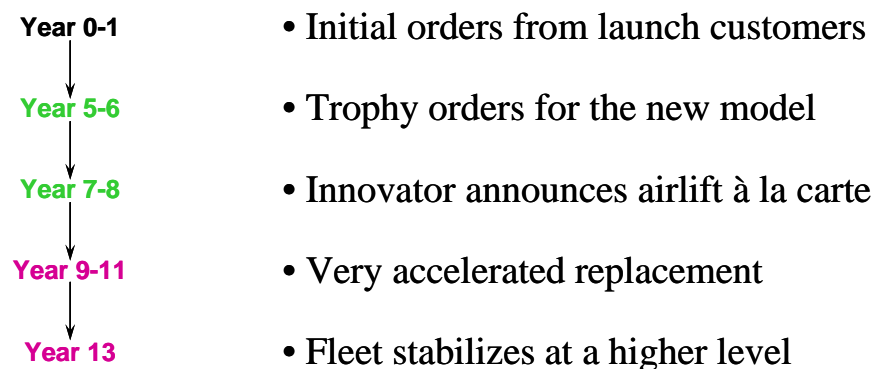 Year 0-1 • Initial orders from launch customers
Year 5-6 • Trophy orders for the new model
Year 7-8 • Innovator announces airlift à la carte
Year 9-11 • Very accelerated replacement
Year 13 • Fleet stabilizes at a higher level